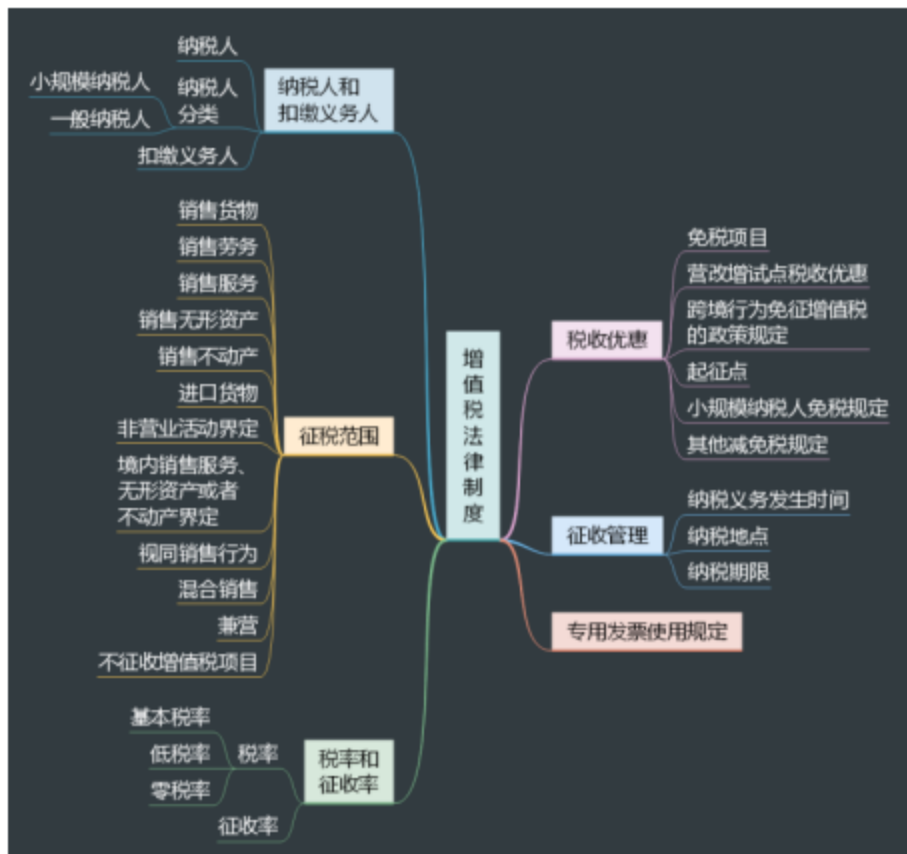 增
值
税
法
律
制
度
纳税人和
扣缴义务人
纳税人
纳税人
分类
小规模纳税人
一般纳税人
扣缴义务人
征税范围
销售货物
销售劳务
销售服务
销售无形资产
销售不动产
进口货物
非营业活动界定
境内销售服务、
无形资产或者
不动产界定
视同销售行为
混合销售
兼营
不征收增值税项目
税率和
征收率
税率
基本税率
低税率
零税率
征收率
税收优惠
免税项目
营改增试点税收优惠
跨境行为免征增值税
的政策规定
起征点
小规模纳税人免税规定
其他减免税规定
征收管理
纳税义务发生时间
纳税地点
纳税期限
专用发票使用规定